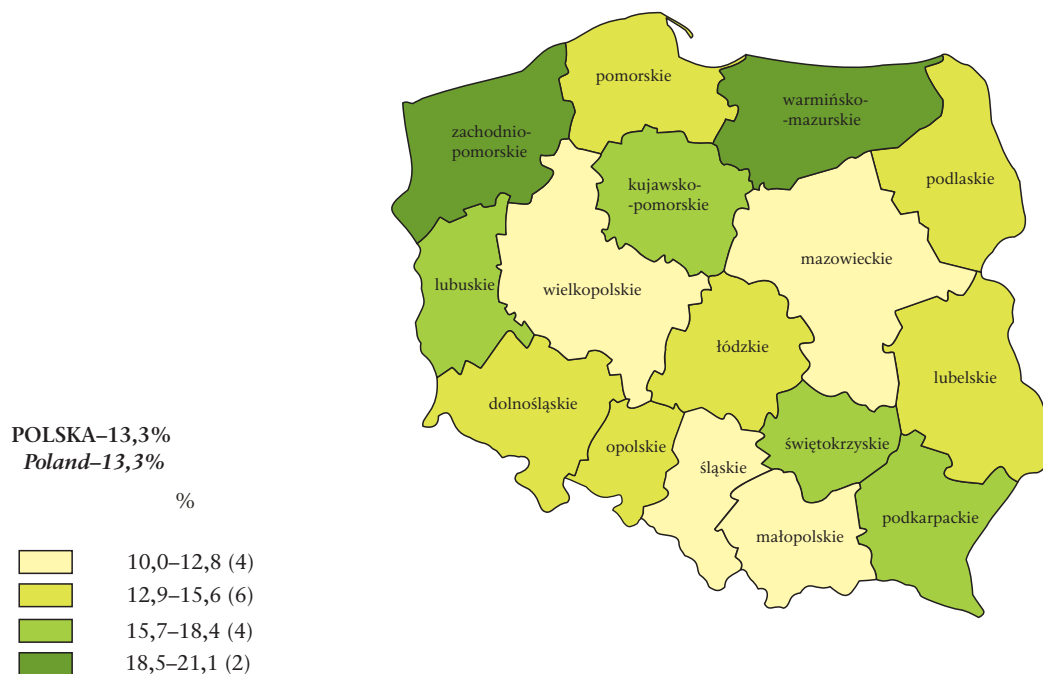 pomorskie
warmińsko-
-mazurskie
zachodnio-
pomorskie
podlaskie
kujawsko-
-pomorskie
mazowieckie
lubuskie
wielkopolskie
łódzkie
lubelskie
dolnośląskie
świętokrzyskie
opolskie
śląskie
podkarpackie
małopolskie
POLSKA–13,3%
Poland–13,3%
%
10,0–12,8 (4)
12,9–15,6 (6)
15,7–18,4 (4)
18,5–21,1 (2)